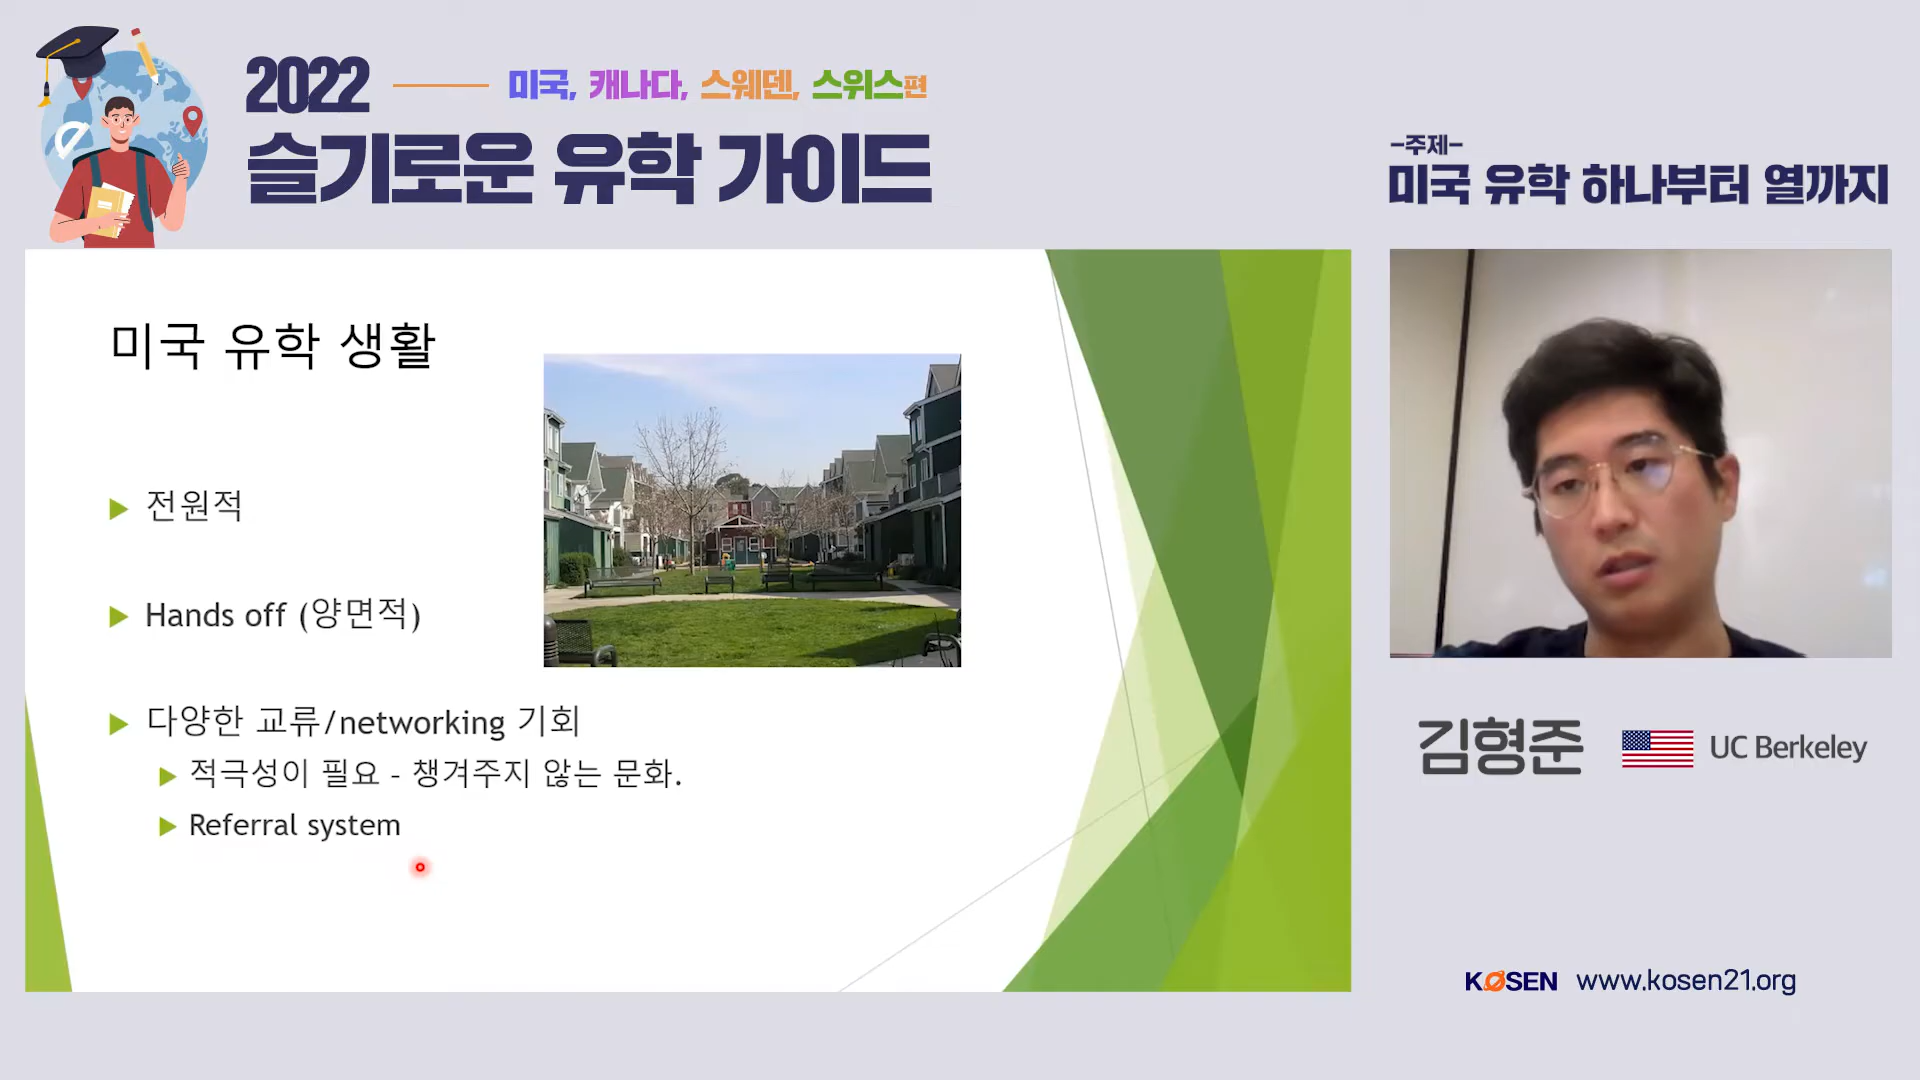 2022
미국, 캐나다, 스웨덴, 스위스편
슬기로운 유학 가이드
-주제-
미국 유학 하나부터 열까지
미국 유학 생활
전원적
Hands off (양면적)
다양한 교류/networking 기회
적극성이 필요 - 챙겨주지 않는 문화.
Referral system
김형준
UC Berkeley
KOSEN www.kosen21.org